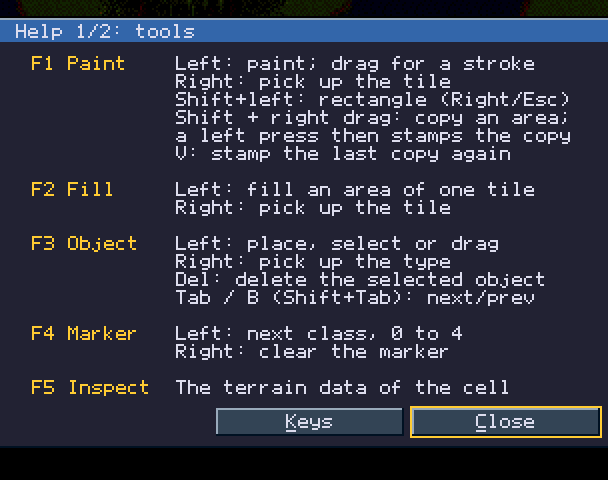 Help 1/2: tools
F1 Paint Left: paint; drag for a stroke
Right: pick up the tile
Shift+left: rectangle (Right/Esc)
Shift + right drag: copy an area;
a left press then stamps the copy
V: stamp the last copy again
F2 Fill Left: fill an area of one tile
Right: pick up the tile
F3 Object Left: place, select or drag
Right: pick up the type
Del: delete the selected object
Tab / B (Shift+Tab): next/prev
F4 Marker Left: next class, 0 to 4
Right: clear the marker
F5 Inspect The terrain data of the cell
Keys Close